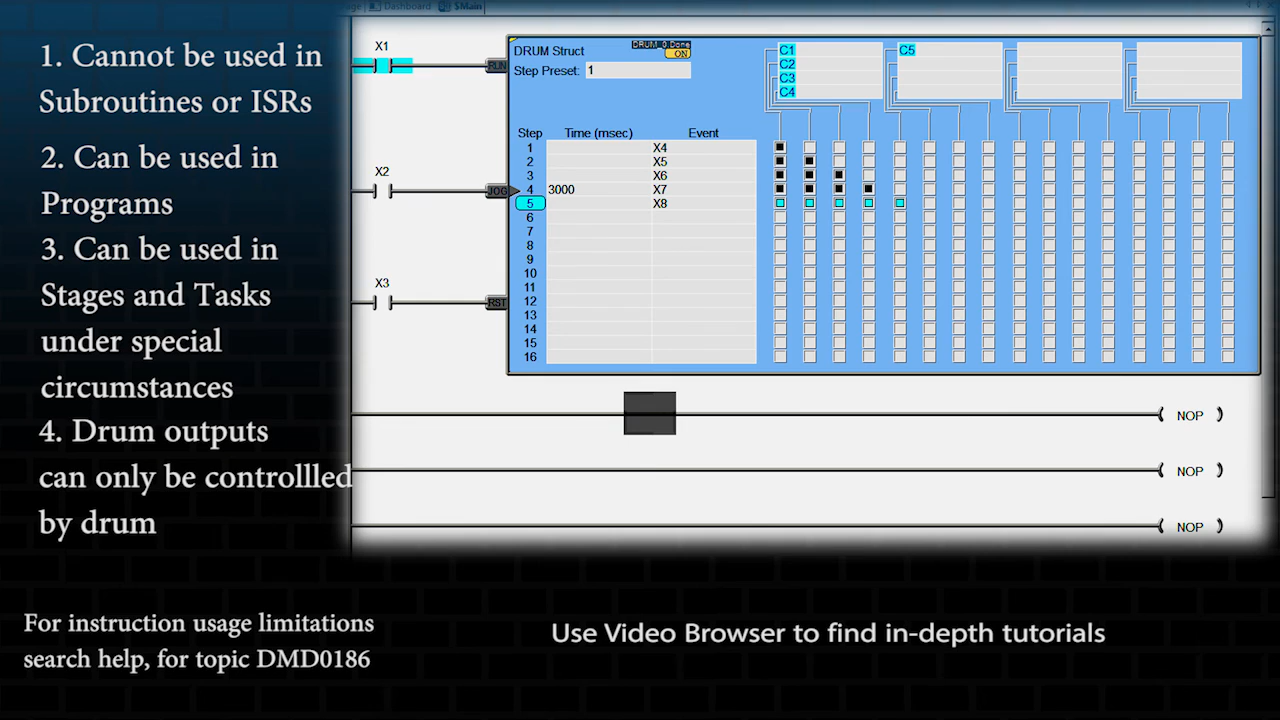 Dashboard $Main
1. Cannot be used in
Subroutines or ISRs
2. Can be used in
Programs
3. Can be used in
Stages and Tasks
under special
circumstances
4. Drum outputs
can only be controllled
by drum
X1
RUN
DRUM Struct
DRUM_0.Done
ON
Step Preset: 1
C1
C2
C3
C4
C5
Step Time (msec) Event
1 X4
2 X5
3 X6
X2
JOG
4 3000 X7
5 X8
6
7
8
9
10
11
X3
RST
12
13
14
15
16
NOP
NOP
NOP
For instruction usage limitations
search help, for topic DMD0186
Use Video Browser to find in-depth tutorials